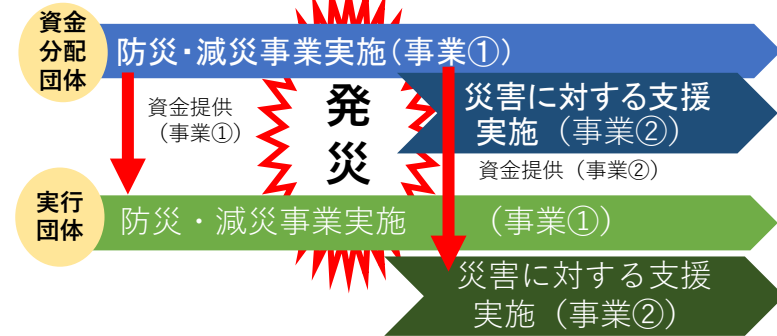 資金
分配
団体
防災・減災事業実施(事業①)
資金提供
（事業①）
発
災
災害に対する支援
実施（事業②）
資金提供（事業②）
実行
団体
防災・減災事業実施　　（事業①）
災害に対する支援
実施（事業②）